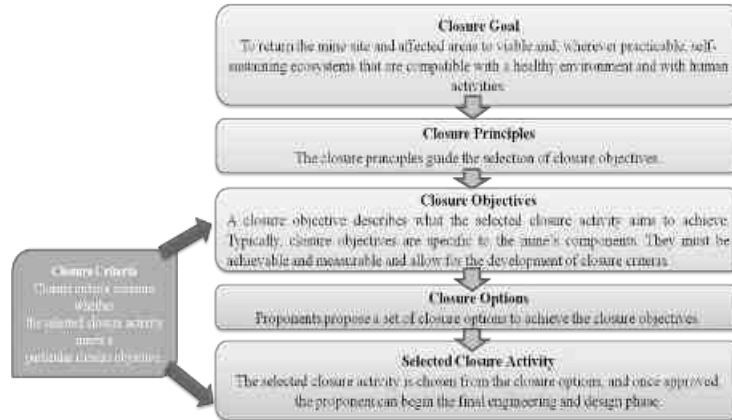 Closure Goal
To return the mine site and affected areas to viable and, wherever practicable, self-
sustaining ecosystems that are compatible with a healthy environment and with human
activities.
Closure Principles
The closure principles guide the selection of closure objectives.
Closure Objectives
A closure objective describes what the selected closure activity aims to achieve.
Typically, closure objectives are specific to the mine's components. They must be
achievable and measurable and allow for the development of closure criteria.
Closure Criteria
Closure criteria measure
whether
the selected closure activity
meets a
particular closure objective.
Closure Options
Proponents propose a set of closure options to achieve the closure objectives.
Selected Closure Activity
The selected closure activity is chosen from the closure options, and once approved,
the proponent can begin the final engineering and design phase.